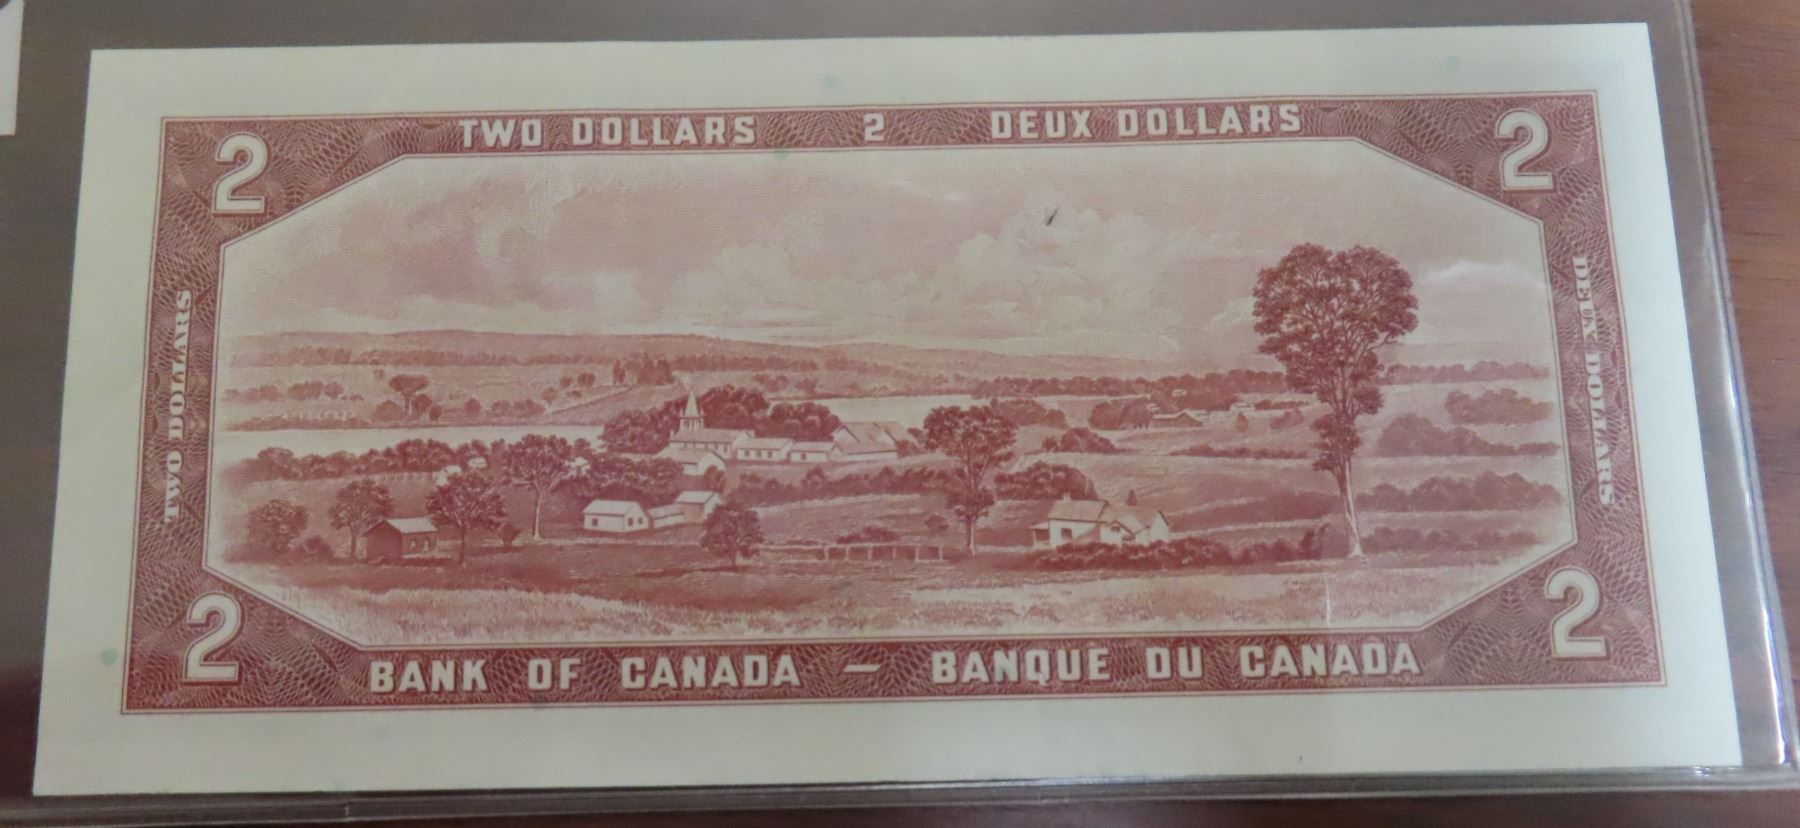 2 TWO DOLLARS 2 DEUX DOLLARS 2
TWO DOLLARS
DEUX DOLLARS
2 BANK OF CANADA — BANQUE DU CANADA 2